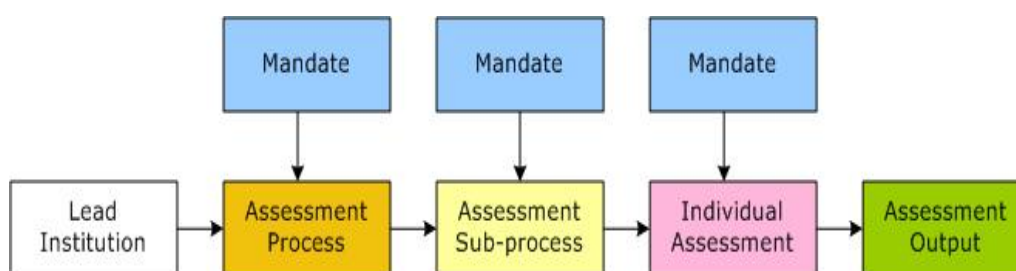 Mandate
Mandate
Mandate
Lead
Institution
Assessment
Process
Assessment
Sub-process
Individual
Assessment
Assessment
Output